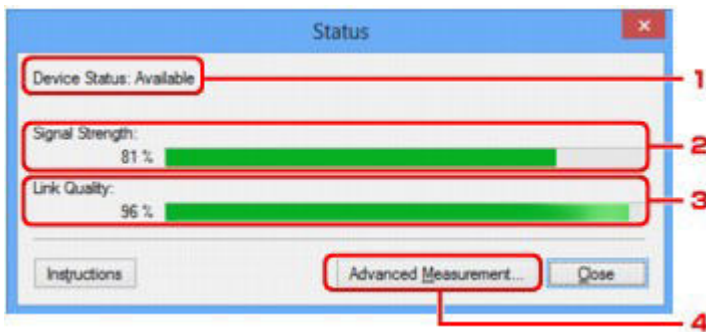 Status
Device Status: Available
1
Signal Strength:
81 %
2
Link Quality:
96 %
3
Instructions
Advanced Measurement...
Close
4